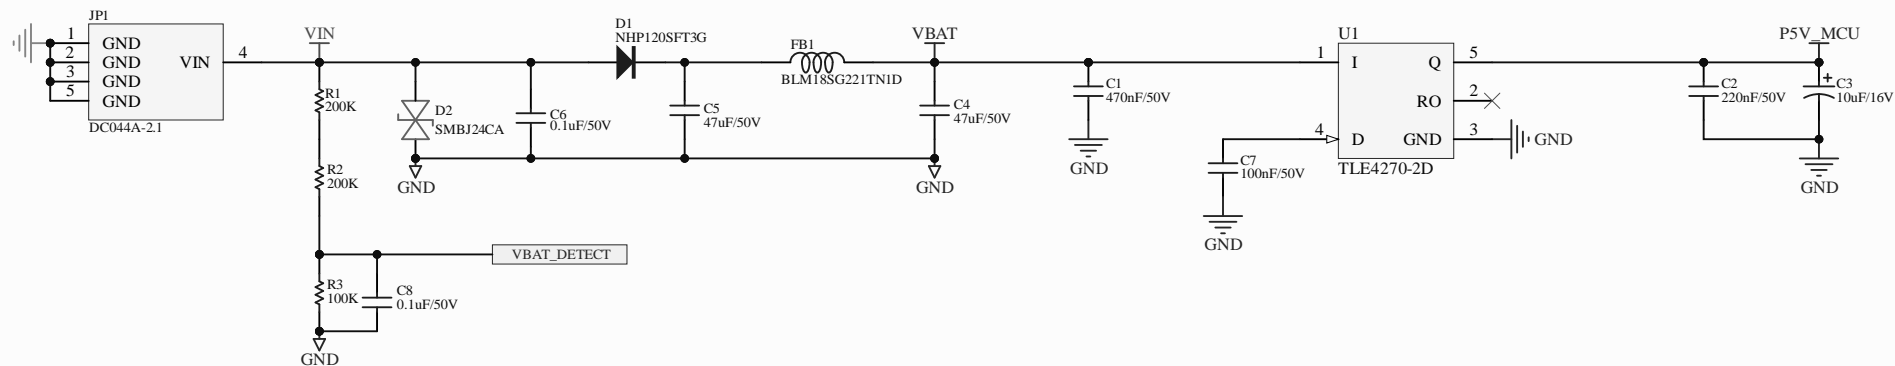 JP1
1 GND
2 GND
3 GND
5 GND
VIN 4
DC044A-2.1
VIN
R1
200K
R2
200K
R3
100K
GND
C8
0.1uF/50V
VBAT_DETECT
D2
SMBJ24CA
GND
C6
0.1uF/50V
D1
NHP120SFT3G
C5
47uF/50V
FB1
BLM18SG221TN1D
VBAT
C4
47uF/50V
GND
C1
470nF/50V
GND
C7
100nF/50V
GND
U1
1 I
Q 5
RO 2
4 D
GND 3
TLE4270-2D
GND
C2
220nF/50V
P5V_MCU
+ C3
10uF/16V
GND